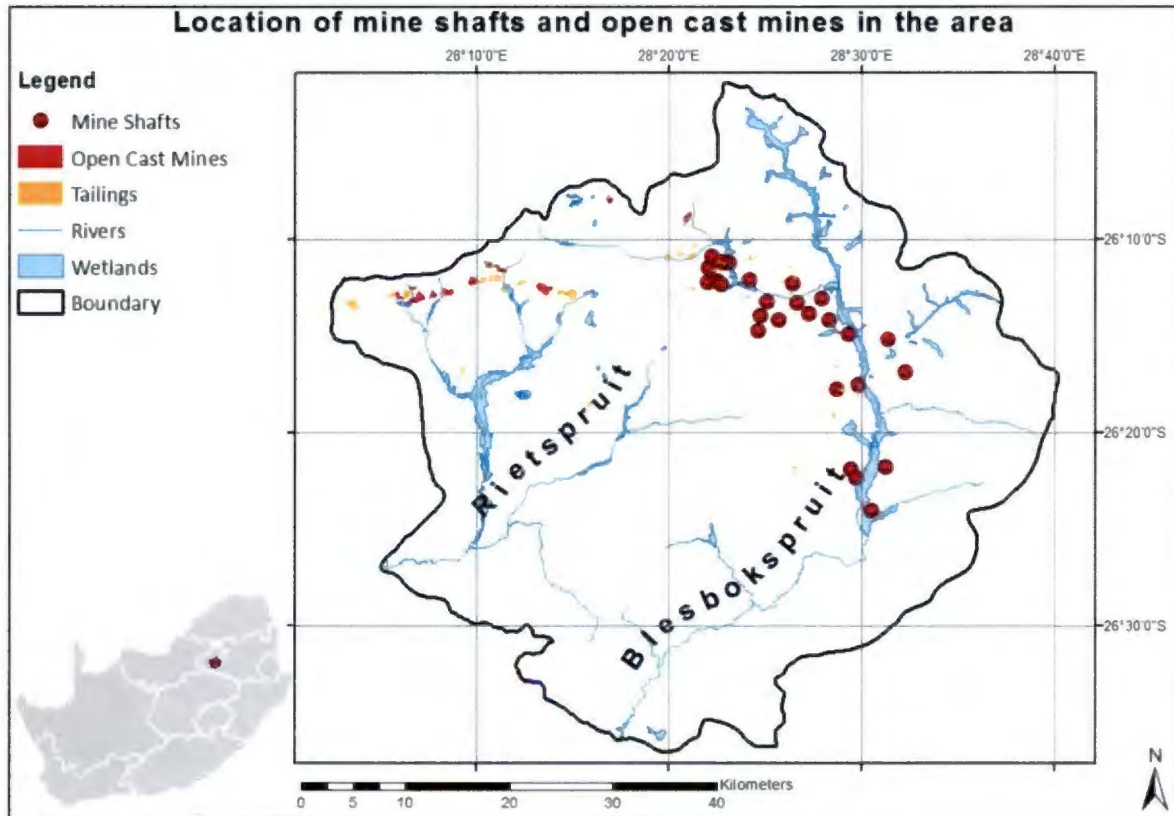 Location of mine shafts and open cast mines in the area
28°10'0"E
28°20'0"E
28°30'0"E
28°40'0"E
Legend
Mine Shafts
Open Cast Mines
Tailings
Rivers
Wetlands
Boundary
26°10'0"S
26°20'0"S
26°30'0"S
Rietspruit
Blesbokspruit
N
Kilometers
0 5 10 20 30 40